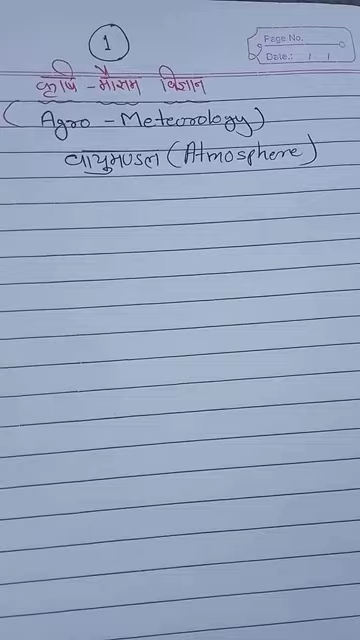 1
Page No.
Date.: / /
कृषि - मौसम विज्ञान
(Agro - Meteorology)
वायुमण्डल (Atmosphere)